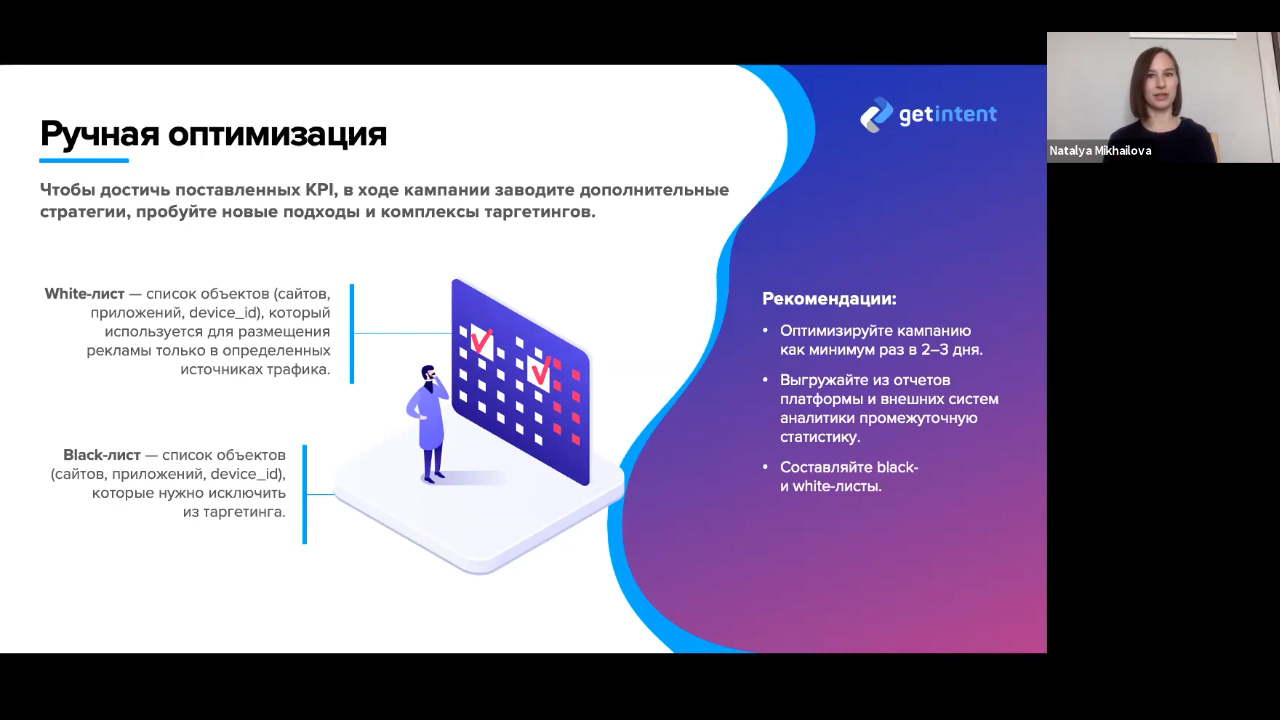 Ручная оптимизация
Чтобы достичь поставленных KPI, в ходе кампании заводите дополнительные
стратегии, пробуйте новые подходы и комплексы таргетингов.
White-лист — список объектов (сайтов,
приложений, device_id), который
используется для размещения
рекламы только в определенных
источниках трафика.
Black-лист — список объектов
(сайтов, приложений, device_id),
которые нужно исключить
из таргетинга.
getintent
Рекомендации:
• Оптимизируйте кампанию
как минимум раз в 2–3 дня.
• Выгружайте из отчетов
платформы и внешних систем
аналитики промежуточную
статистику.
• Составляйте black-
и white-листы.
Natalya Mikhailova